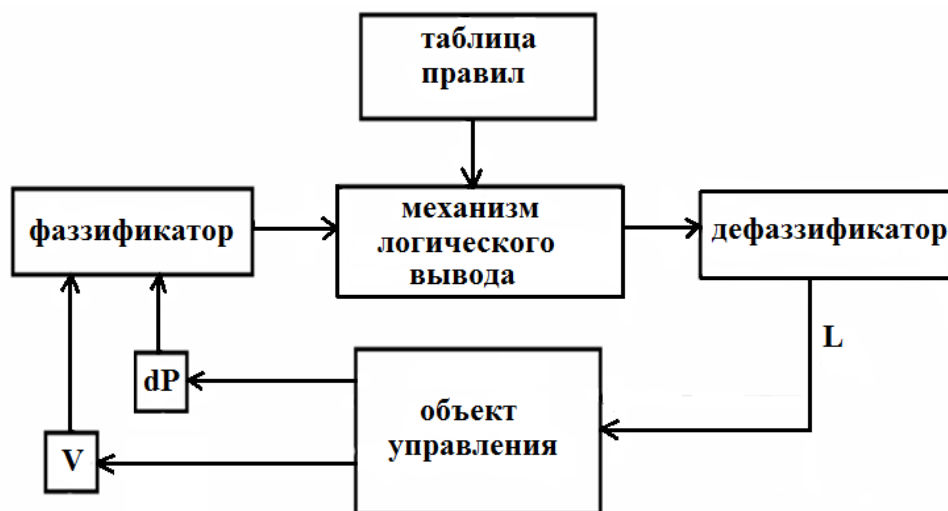 таблица
правил
фаззификатор
механизм
логического
вывода
дефаззификатор
L
dP
объект
управления
V